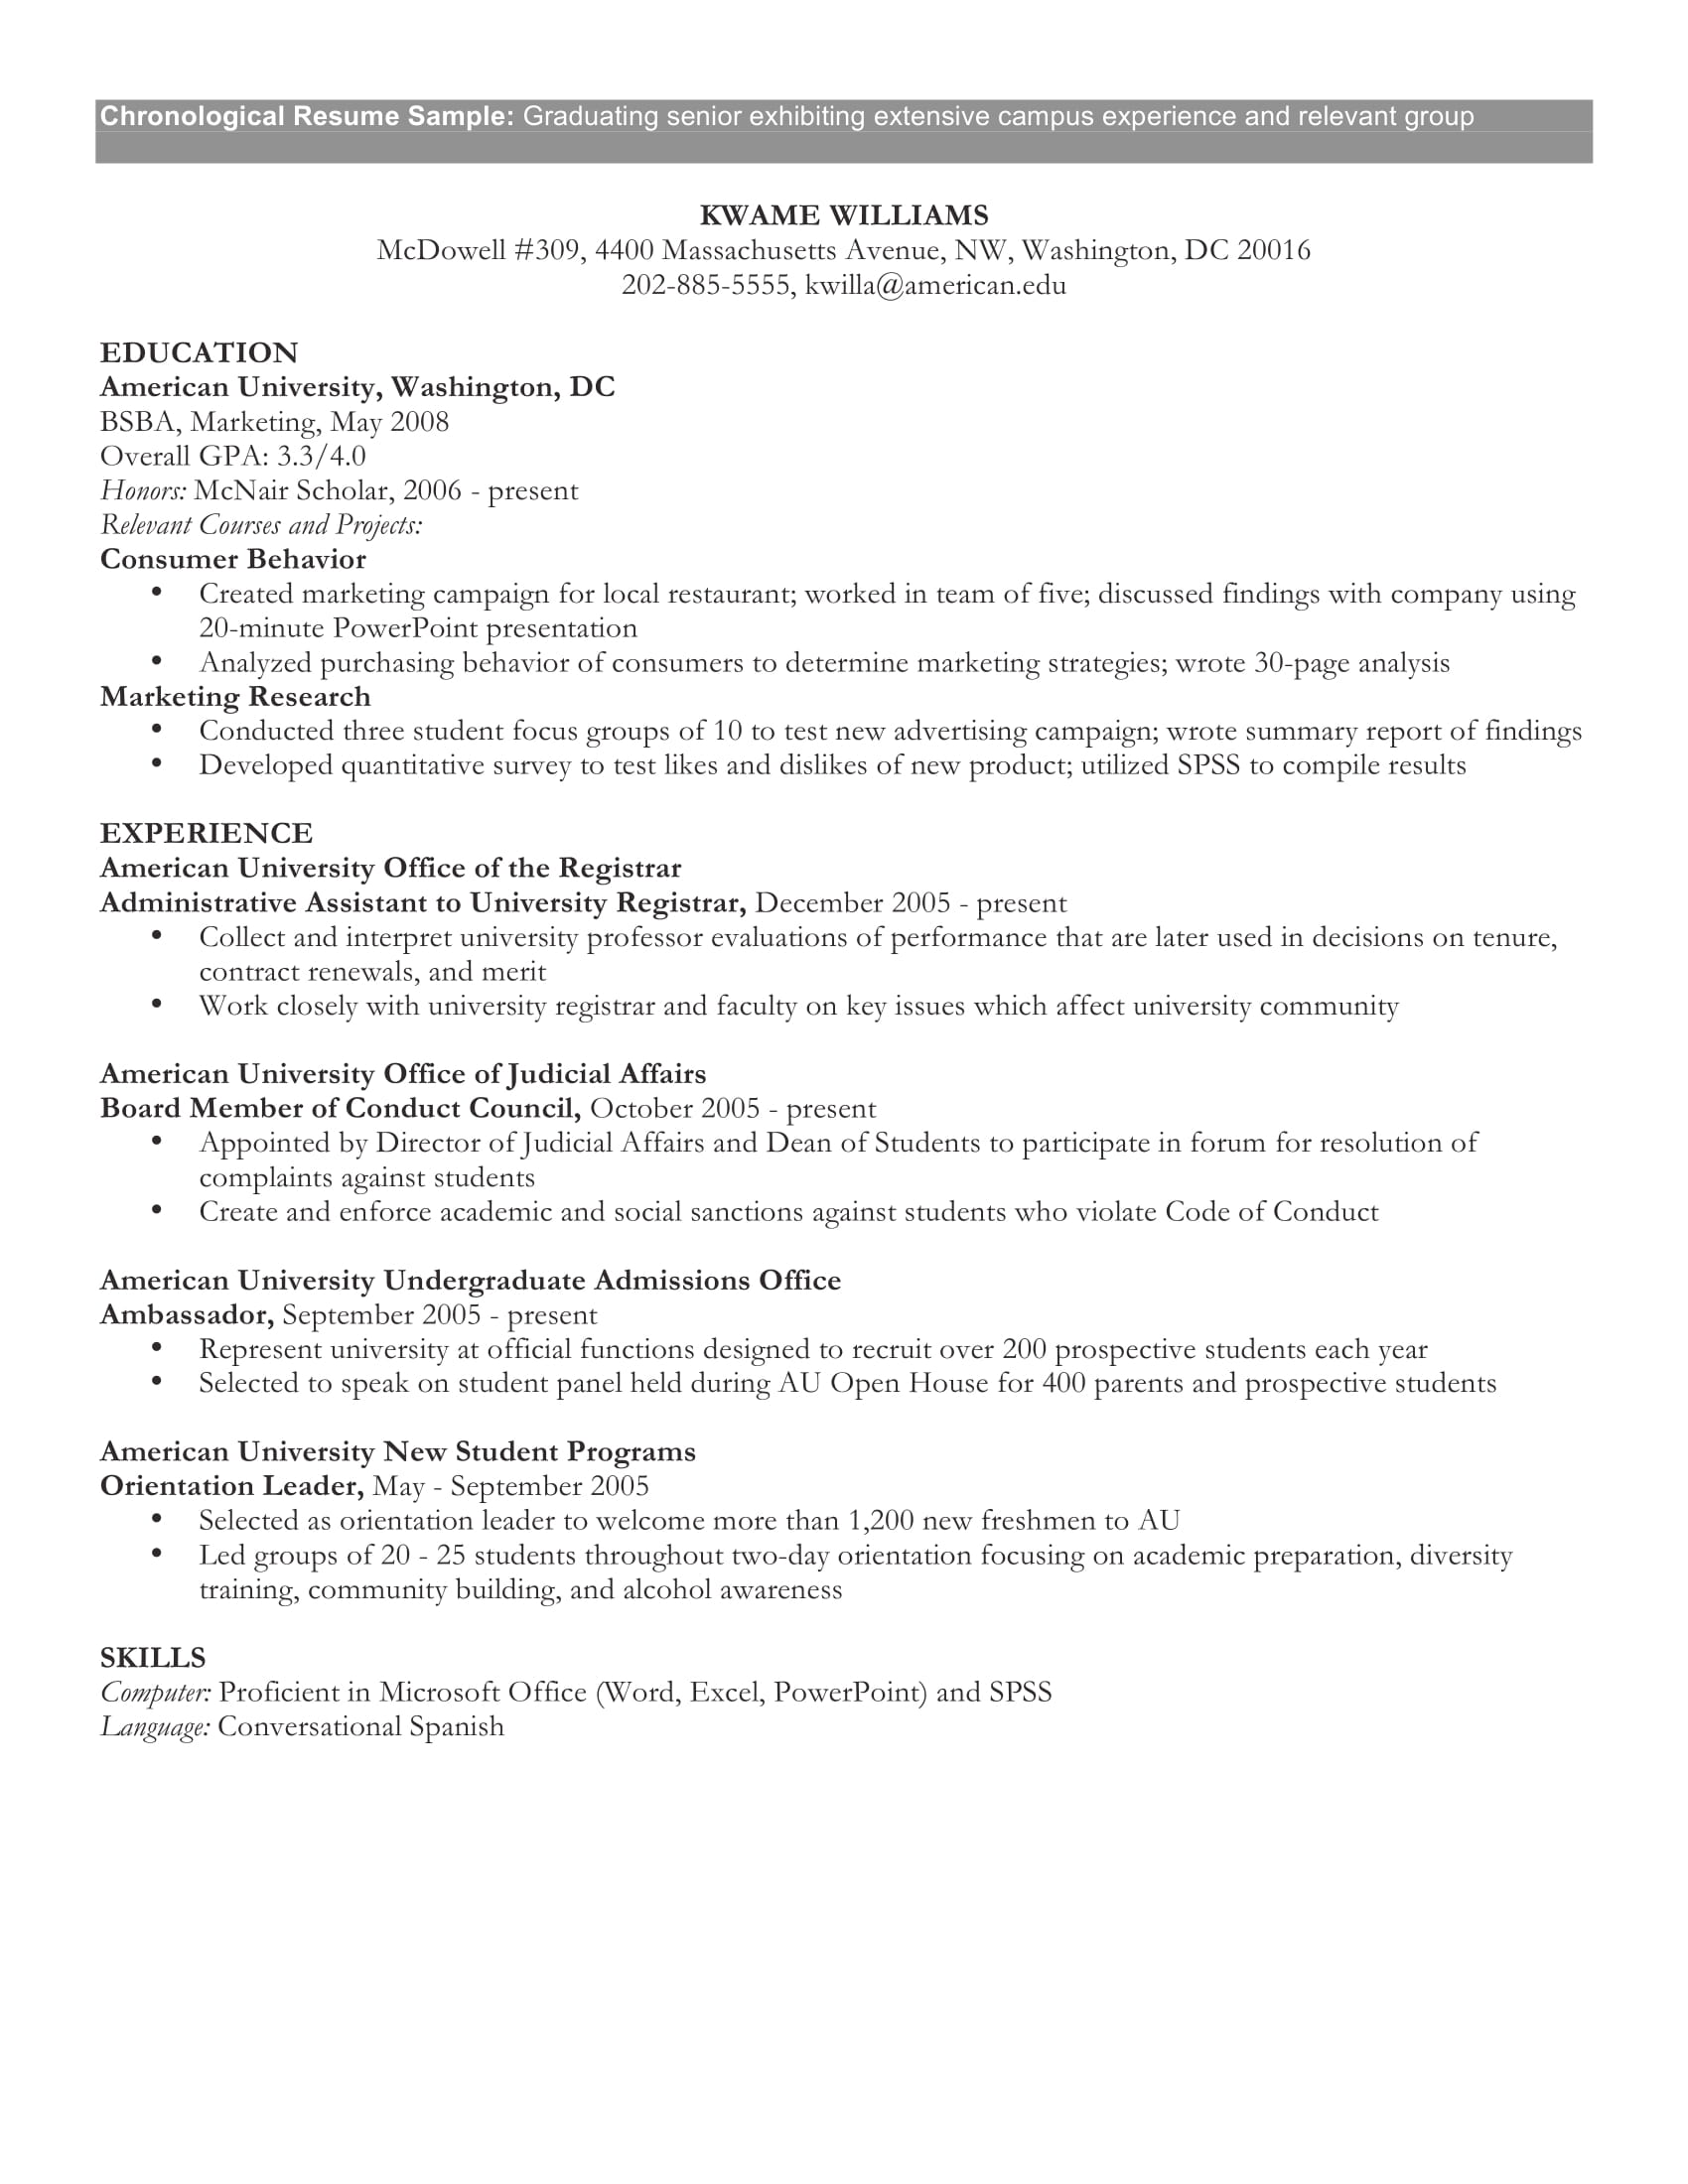 Chronological Resume Sample: Graduating senior exhibiting extensive campus experience and relevant group
KWAME WILLIAMS
McDowell #309, 4400 Massachusetts Avenue, NW, Washington, DC 20016
202-885-5555, kwilla@american.edu
EDUCATION
American University, Washington, DC
BSBA, Marketing, May 2008
Overall GPA: 3.3/4.0
Honors: McNair Scholar, 2006 - present
Relevant Courses and Projects:
Consumer Behavior
• Created marketing campaign for local restaurant; worked in team of five; discussed findings with company using
20-minute PowerPoint presentation
• Analyzed purchasing behavior of consumers to determine marketing strategies; wrote 30-page analysis
Marketing Research
• Conducted three student focus groups of 10 to test new advertising campaign; wrote summary report of findings
• Developed quantitative survey to test likes and dislikes of new product; utilized SPSS to compile results
EXPERIENCE
American University Office of the Registrar
Administrative Assistant to University Registrar, December 2005 - present
• Collect and interpret university professor evaluations of performance that are later used in decisions on tenure,
contract renewals, and merit
• Work closely with university registrar and faculty on key issues which affect university community
American University Office of Judicial Affairs
Board Member of Conduct Council, October 2005 - present
• Appointed by Director of Judicial Affairs and Dean of Students to participate in forum for resolution of
complaints against students
• Create and enforce academic and social sanctions against students who violate Code of Conduct
American University Undergraduate Admissions Office
Ambassador, September 2005 - present
• Represent university at official functions designed to recruit over 200 prospective students each year
• Selected to speak on student panel held during AU Open House for 400 parents and prospective students
American University New Student Programs
Orientation Leader, May - September 2005
• Selected as orientation leader to welcome more than 1,200 new freshmen to AU
• Led groups of 20 - 25 students throughout two-day orientation focusing on academic preparation, diversity
training, community building, and alcohol awareness
SKILLS
Computer: Proficient in Microsoft Office (Word, Excel, PowerPoint) and SPSS
Language: Conversational Spanish